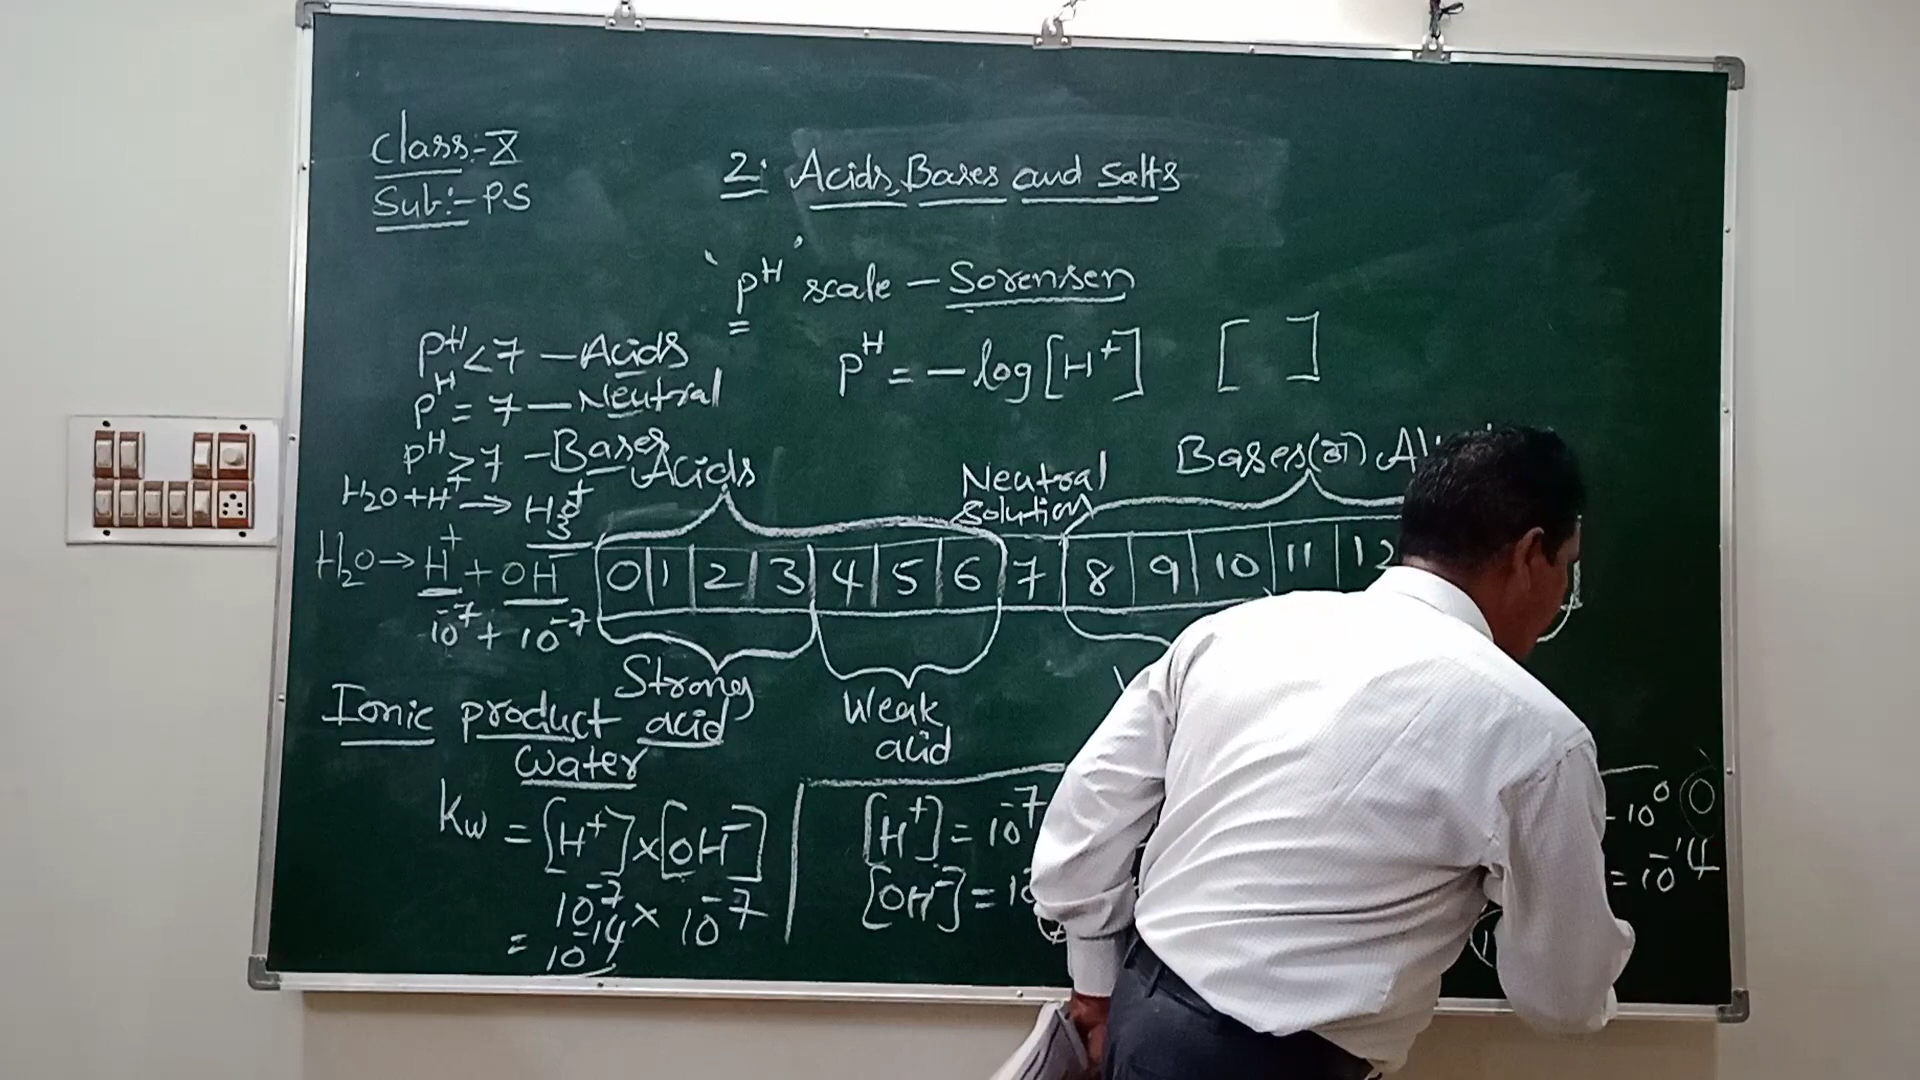 Class:- X
Sub:- P.S
2. Acids, Bases and Salts
'pH' scale - Sorensen
pH < 7 - Acids
pH = 7 - Neutral
pH > 7 - Bases
pH = - log [H+] [ ]
H2O + H+ → H3O+
H2O → H+ + OH-
10^-7 + 10^-7
Acids
Neutral
solution
Bases (or)
0 1 2 3 4 5 6 7 8 9 10 11 12
Strong
acid
Weak
acid
Ionic product
water
Kw = [H+] x [OH-]
10^-7 x 10^-7
= 10^-14
[H+] = 10^-7
[OH-] =
10^0 0
= 10^-14